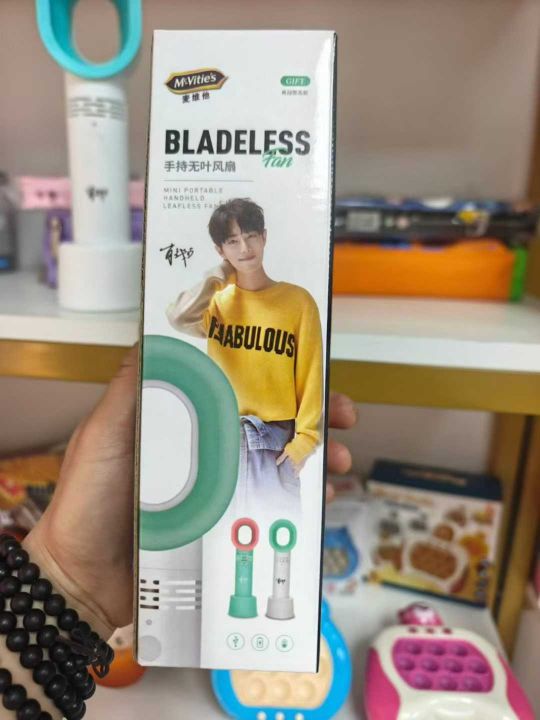 McVitie's
麦维他
GIFT
BLADELESS
Fan
手持无叶风扇
MINI PORTABLE
HANDHELD
LEAFLESS FAN
FABULOUS